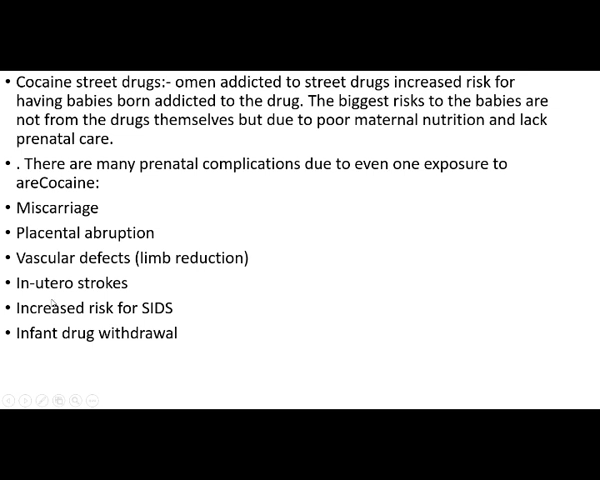 • Cocaine street drugs:- omen addicted to street drugs increased risk for
having babies born addicted to the drug. The biggest risks to the babies are
not from the drugs themselves but due to poor maternal nutrition and lack
prenatal care.
• . There are many prenatal complications due to even one exposure to
areCocaine:
• Miscarriage
• Placental abruption
• Vascular defects (limb reduction)
• In-utero strokes
• Increased risk for SIDS
• Infant drug withdrawal